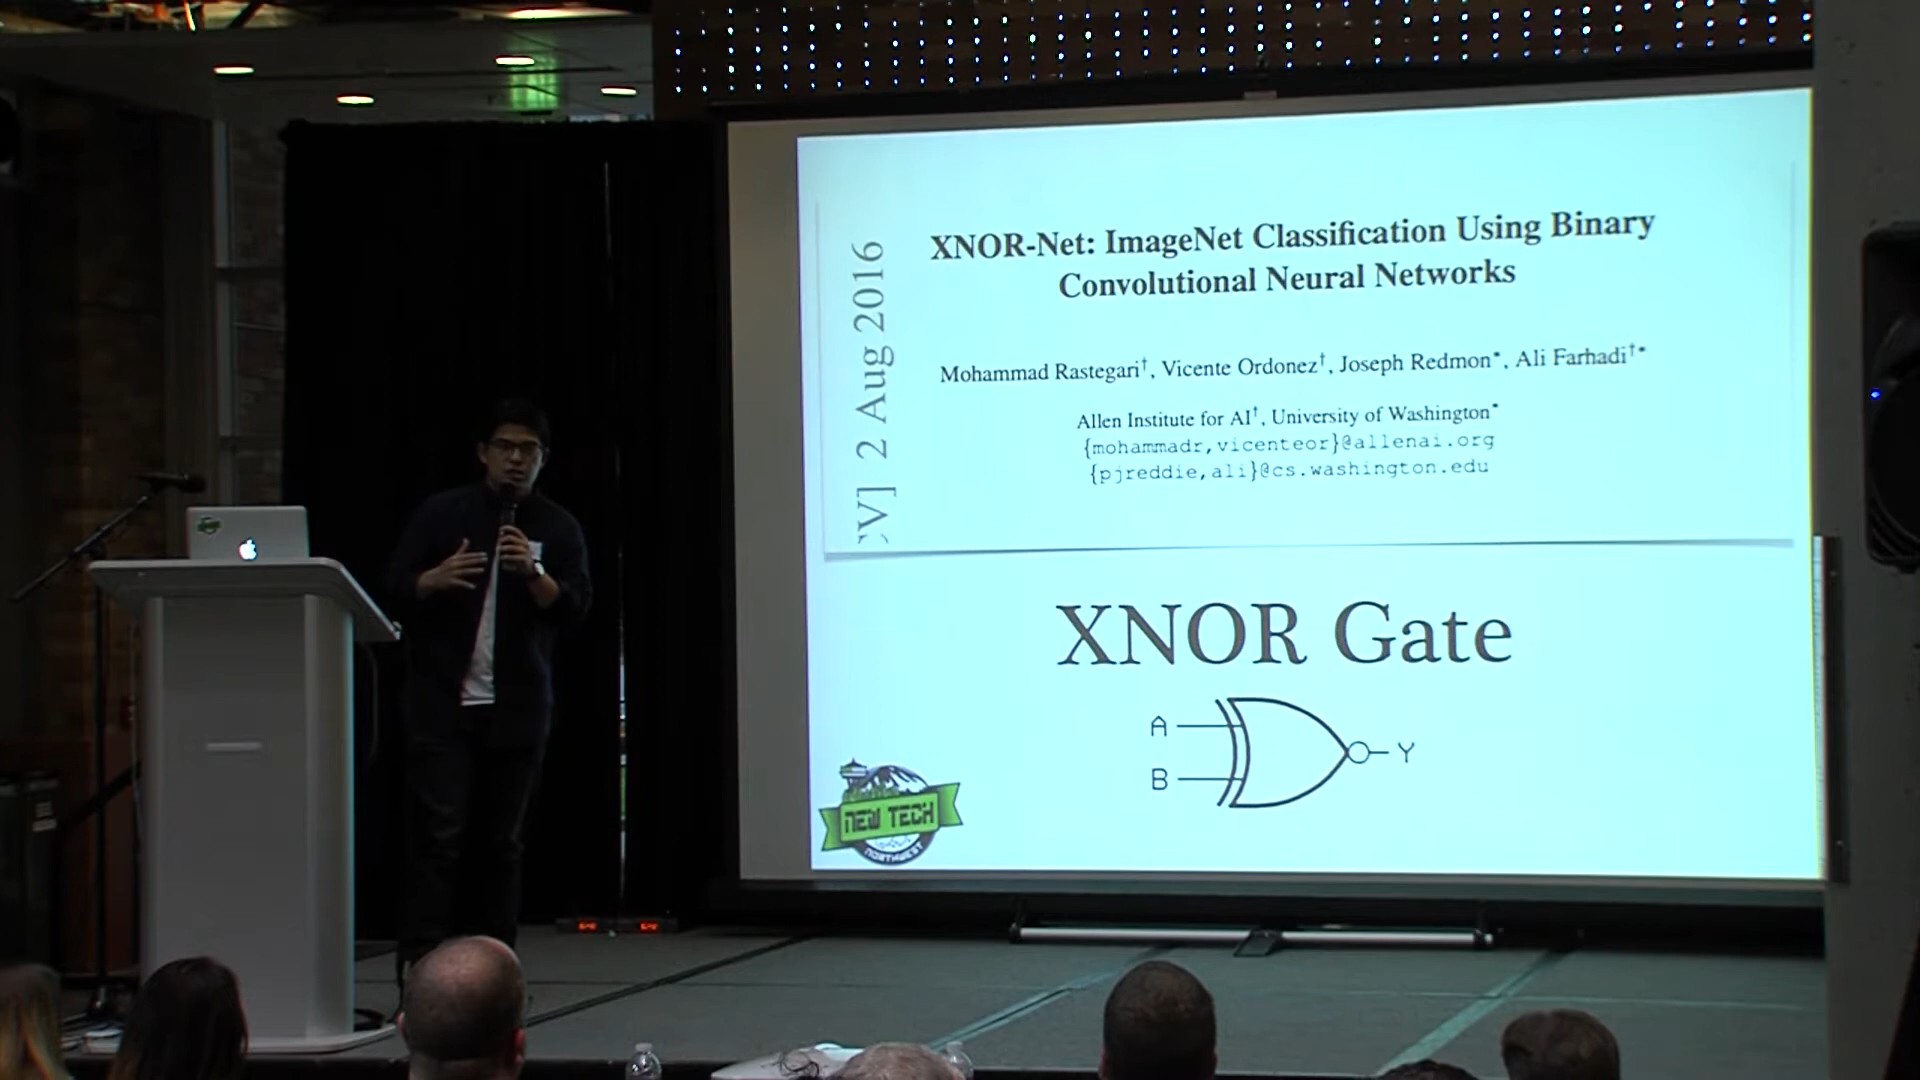 XNOR-Net: ImageNet Classification Using Binary
Convolutional Neural Networks
Mohammad Rastegari†, Vicente Ordonez†, Joseph Redmon*, Ali Farhadi†*
Allen Institute for AI†, University of Washington*
{mohammadr,vicenteor}@allenai.org
{pjreddie,ali}@cs.washington.edu
V] 2 Aug 2016
XNOR Gate
A
B
Y
NEW TECH
NORTHWEST